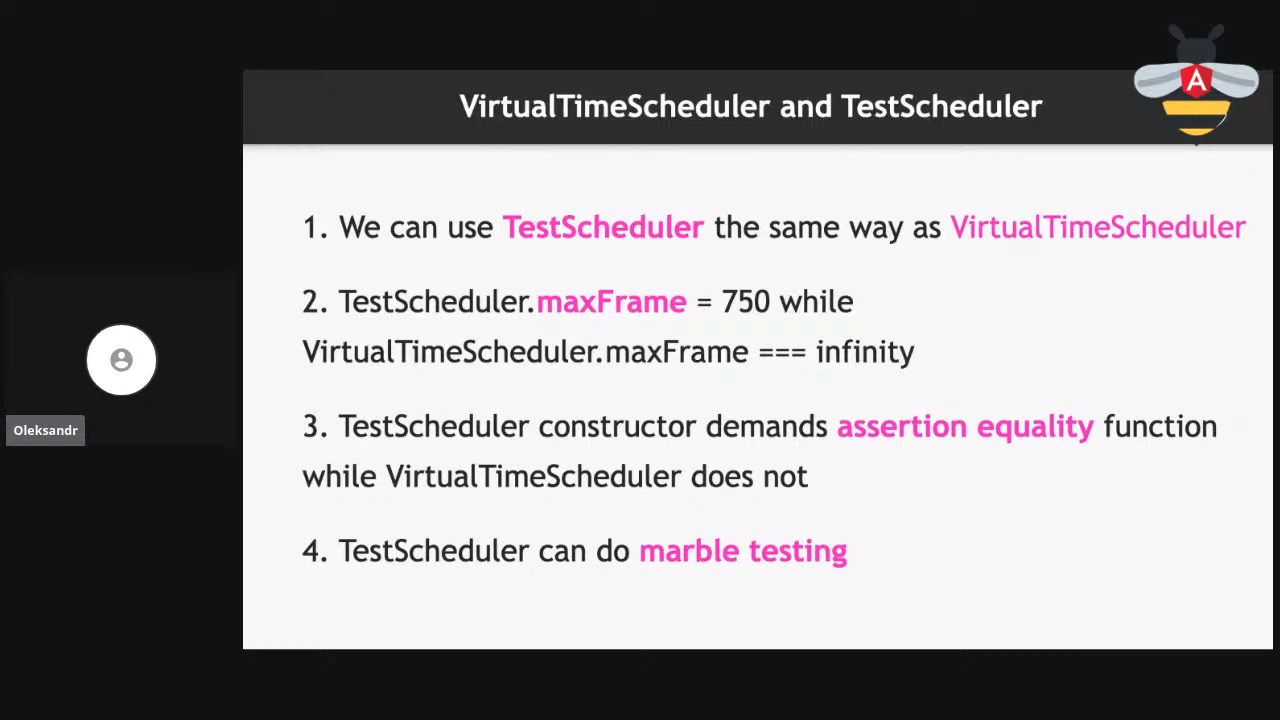 VirtualTimeScheduler and TestScheduler
A
1. We can use TestScheduler the same way as VirtualTimeScheduler
2. TestScheduler.maxFrame = 750 while
VirtualTimeScheduler.maxFrame === infinity
3. TestScheduler constructor demands assertion equality function
while VirtualTimeScheduler does not
4. TestScheduler can do marble testing
Oleksandr